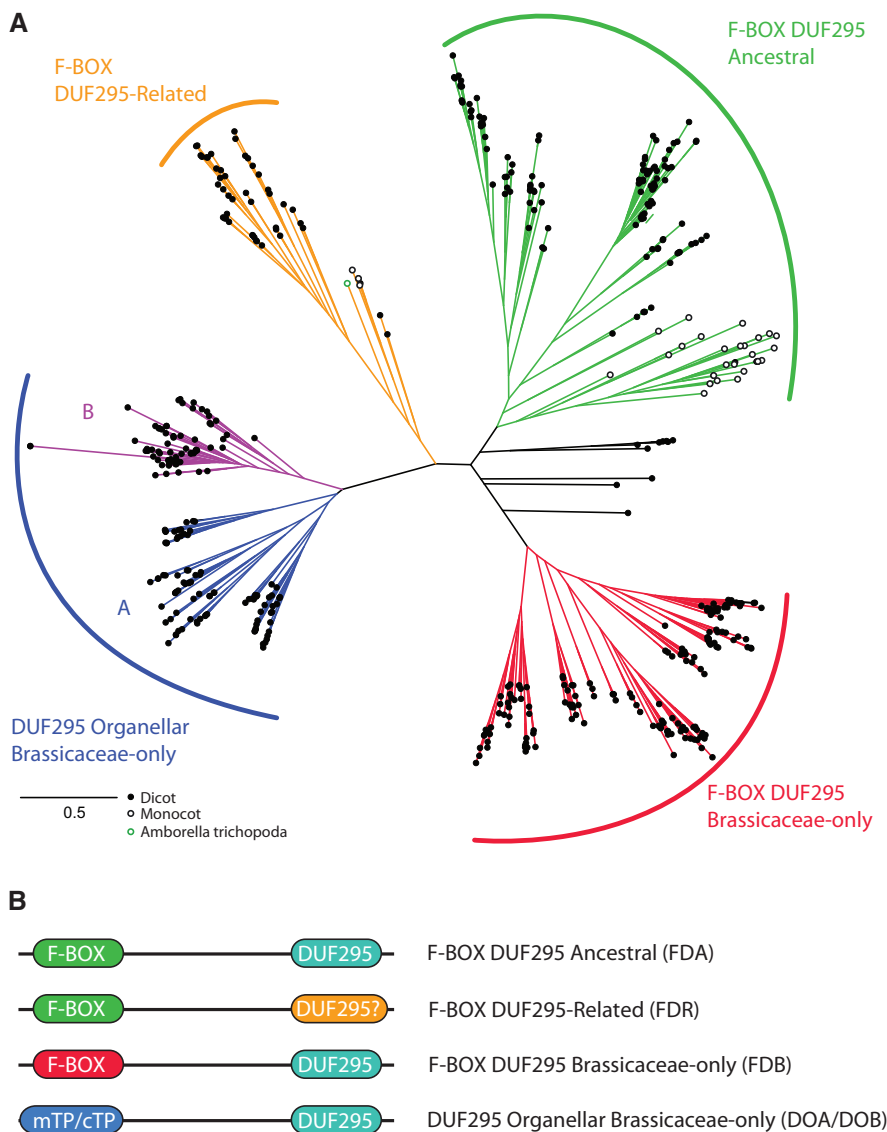 A
F-BOX
DUF295-Related
F-BOX DUF295
Ancestral
B
A
DUF295 Organellar
Brassicaceae-only
0.5
Dicot
Monocot
Amborella trichopoda
F-BOX DUF295
Brassicaceae-only
B
F-BOX DUF295 F-BOX DUF295 Ancestral (FDA)
F-BOX DUF295? F-BOX DUF295-Related (FDR)
F-BOX DUF295 F-BOX DUF295 Brassicaceae-only (FDB)
mTP/cTP DUF295 DUF295 Organellar Brassicaceae-only (DOA/DOB)